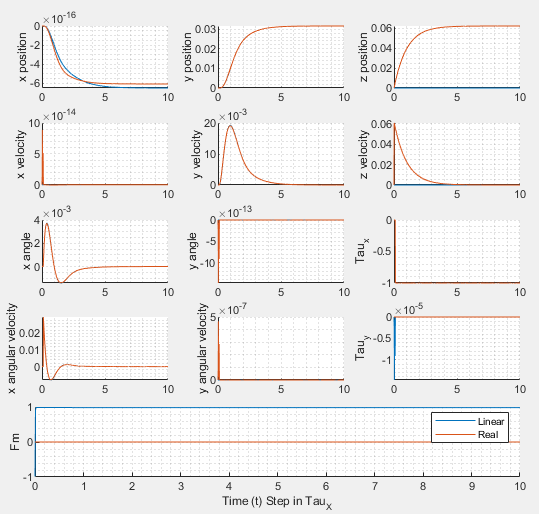 ×10^-16
0
-2
-4
-6
x position
0 5 10
0.03
0.02
0.01
0
y position
0 5 10
0.06
0.04
0.02
0
z position
0 5 10
×10^-14
10
5
0
x velocity
0 5 10
×10^-3
20
10
0
y velocity
0 5 10
0.06
0.04
0.02
0
z velocity
0 5 10
×10^-3
4
2
0
x angle
0 5 10
×10^-13
0
-5
-10
y angle
0 5 10
0
-0.5
-1
Tau_x
0 5 10
0.02
0.01
0
x angular velocity
0 5 10
×10^-7
5
0
y angular velocity
0 5 10
×10^-5
0
-0.5
-1
Tau_y
0 5 10
1
0
-1
Fm
Linear
Real
0 1 2 3 4 5 6 7 8 9 10
Time (t) Step in Tau_X